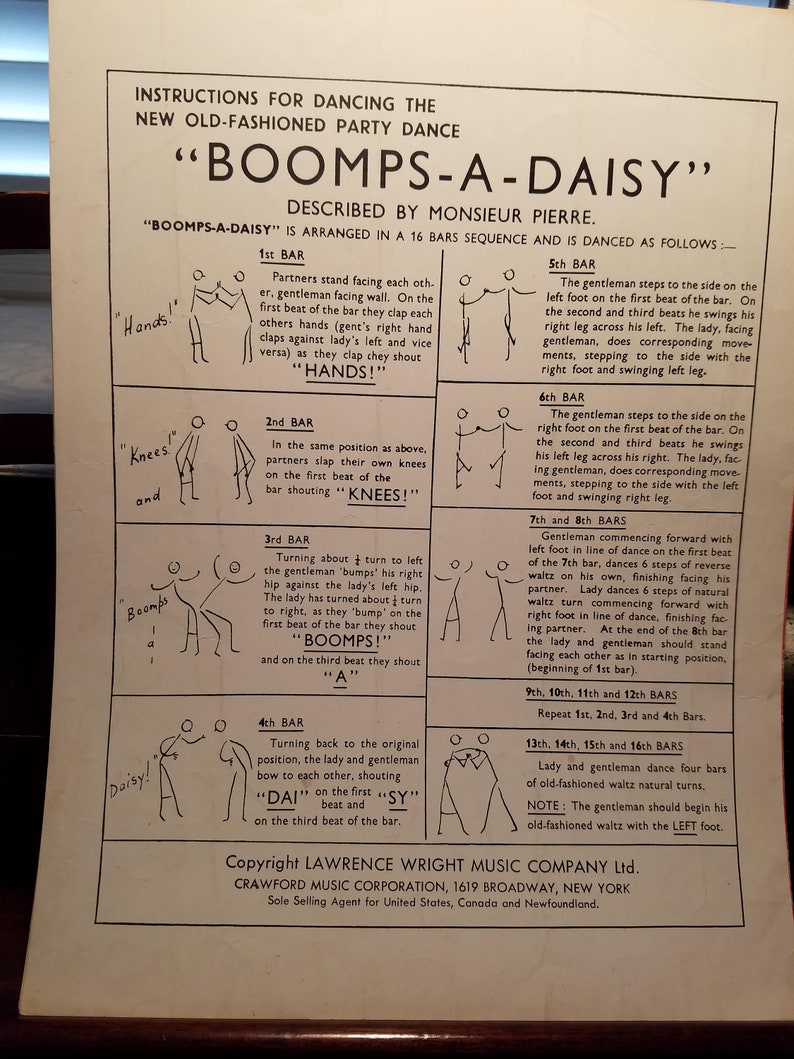 INSTRUCTIONS FOR DANCING THE
NEW OLD-FASHIONED PARTY DANCE
"BOOMPS-A-DAISY"
DESCRIBED BY MONSIEUR PIERRE.
"BOOMPS-A-DAISY" IS ARRANGED IN A 16 BARS SEQUENCE AND IS DANCED AS FOLLOWS :—
1st BAR
"Hands!"
Partners stand facing each oth-
er, gentleman facing wall. On the
first beat of the bar they clap each
others hands (gent's right hand
claps against lady's left and vice
versa) as they clap chey shout
"HANDS!"
2nd BAR
"Knees!"
and
In the same position as above,
partners slap their own knees
on the first beat of the
bar shouting "KNEES!"
3rd BAR
"Boomps
a
Turning about ¼ turn to left
the gentleman 'bumps' his right
hip against the lady's left hip.
The lady has turned about ¼ turn
to right, as they 'bump' on the
first beat of the bar they shout
"BOOMPS!"
and on the third beat they shout
"A"
4th BAR
Daisy!"
Turning back to the original
position, the lady and gentleman
bow to each other, shouting
"DAI" on the first beat and "SY"
on the third beat of the bar.
5th BAR
The gentleman steps to the side on the
left foot on the first beat of the bar. On
the second and third beats he swings his
right leg across his left. The lady, facing
gentleman, does corresponding move-
ments, stepping to the side with the
right foot and swinging left leg.
6th BAR
The gentleman steps to the side on the
right foot on the first beat of the bar. On
the second and third beats he swings
his left leg across his right. The lady, fac-
ing gentleman, does corresponding move-
ments, stepping to the side with the left
foot and swinging right leg.
7th and 8th BARS
Gentleman commencing forward with
left foot in line of dance on the first beat
of the 7th bar, dances 6 steps of reverse
waltz on his own, finishing facing his
partner. Lady dances 6 steps of natural
waltz turn commencing forward with
right foot in line of dance, finishing fac-
ing partner. At the end of the 8th bar
the lady and gentleman should stand
facing each other as in starting position,
(beginning of 1st bar).
9th, 10th, 11th and 12th BARS
Repeat 1st, 2nd, 3rd and 4th Bars.
13th, 14th, 15th and 16th BARS
Lady and gentleman dance four bars
of old-fashioned waltz natural turns.
NOTE : The gentleman should begin his
old-fashioned waltz with the LEFT foot.
Copyright LAWRENCE WRIGHT MUSIC COMPANY Ltd.
CRAWFORD MUSIC CORPORATION, 1619 BROADWAY, NEW YORK
Sole Selling Agent for United States, Canada and Newfoundland.